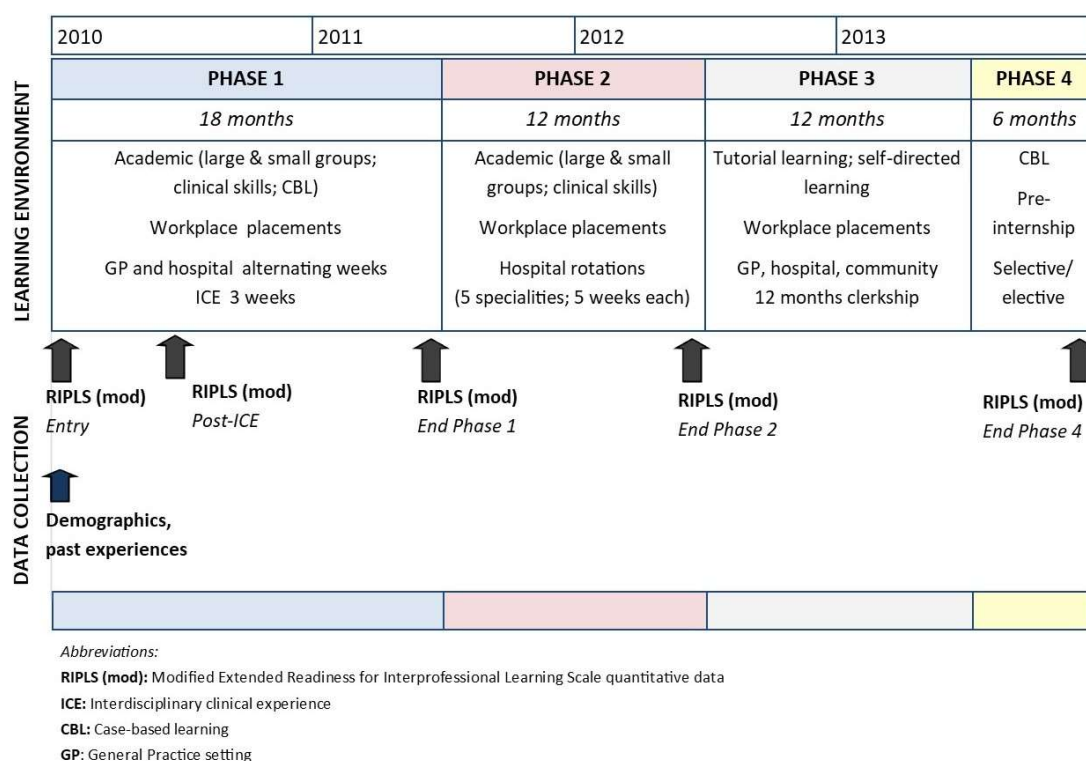 2010 2011 2012 2013
LEARNING ENVIRONMENT
PHASE 1 PHASE 2 PHASE 3 PHASE 4
18 months 12 months 12 months 6 months
Academic (large & small groups;
clinical skills; CBL)
Workplace placements
GP and hospital alternating weeks
ICE 3 weeks
Academic (large & small
groups; clinical skills)
Workplace placements
Hospital rotations
(5 specialities; 5 weeks each)
Tutorial learning; self-directed
learning
Workplace placements
GP, hospital, community
12 months clerkship
CBL
Pre-
internship
Selective/
elective
DATA COLLECTION
RIPLS (mod)
Entry
RIPLS (mod)
Post-ICE
RIPLS (mod)
End Phase 1
RIPLS (mod)
End Phase 2
RIPLS (mod)
End Phase 4
Demographics,
past experiences
Abbreviations:
RIPLS (mod): Modified Extended Readiness for Interprofessional Learning Scale quantitative data
ICE: Interdisciplinary clinical experience
CBL: Case-based learning
GP: General Practice setting